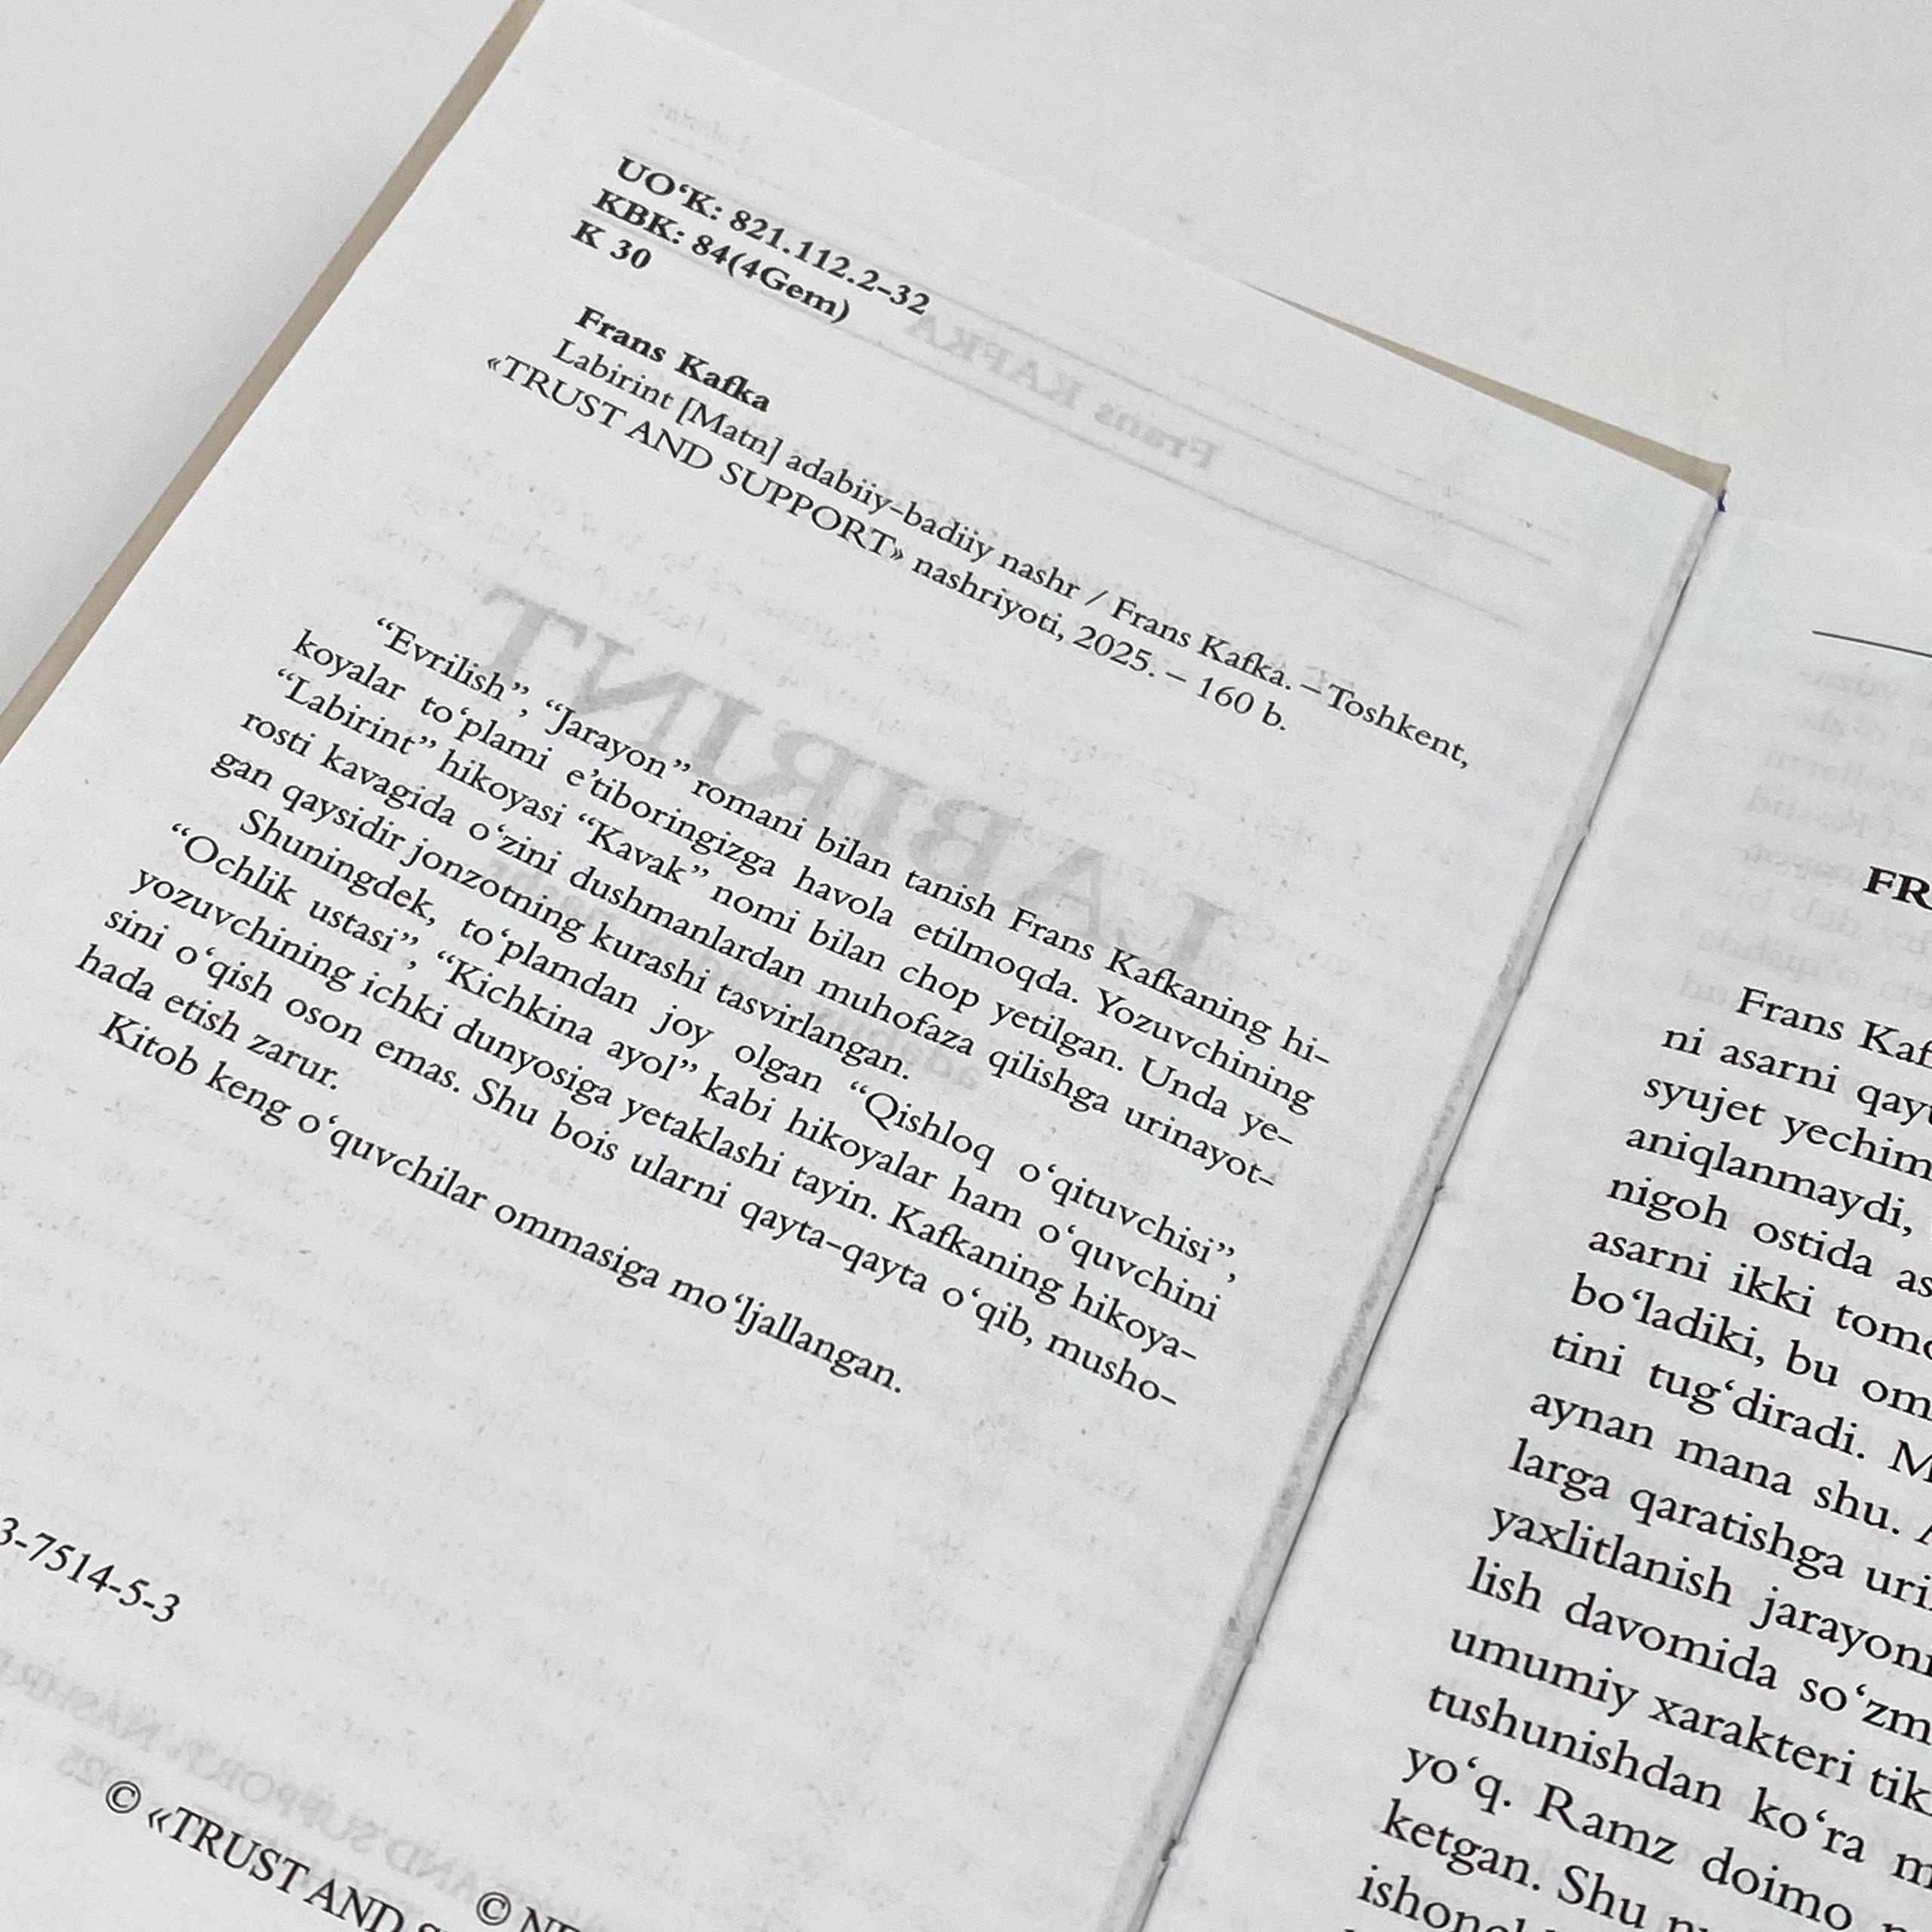 UO‘K: 821.112.2-32
KBK: 84(4Gem)
K 30
Frans Kafka
Labirint [Matn] adabiiy-badiiy nashr / Frans Kafka. – Toshkent,
«TRUST AND SUPPORT» nashriyoti, 2025. – 160 b.
“Evrilish”, “Jarayon” romani bilan tanish Frans Kafkaning hi-
koyalar to‘plami e’tiboringizga havola etilmoqda. Yozuvchining
“Labirint” hikoyasi “Kavak” nomi bilan chop yetilgan. Unda ye-
rosti kavagida o‘zini dushmanlardan muhofaza qilishga urinayot-
gan qaysidir jonzotning kurashi tasvirlangan.
Shuningdek, to‘plamdan joy olgan “Qishloq o‘qituvchisi”,
“Ochlik ustasi”, “Kichkina ayol” kabi hikoyalar ham o‘quvchini
yozuvchining ichki dunyosiga yetaklashi tayin. Kafkaning hikoya-
sini o‘qish oson emas. Shu bois ularni qayta-qayta o‘qib, musho-
hada etish zarur.
Kitob keng o‘quvchilar ommasiga mo‘ljallangan.
3-7514-5-3
© «TRUST AND
© NE
FR
Frans Kaf
ni asarni qayt
syujet yechim
aniqlanmaydi,
nigoh ostida as
asarni ikki tomo
bo‘ladiki, bu om
tini tug‘diradi. M
aynan mana shu. A
larga qaratishga uri
yaxlitlanish jarayon
lish davomida so‘zm
umumiy xarakteri tik
tushunishdan ko‘ra m
yo‘q. Ramz doimo
ketgan. Shu